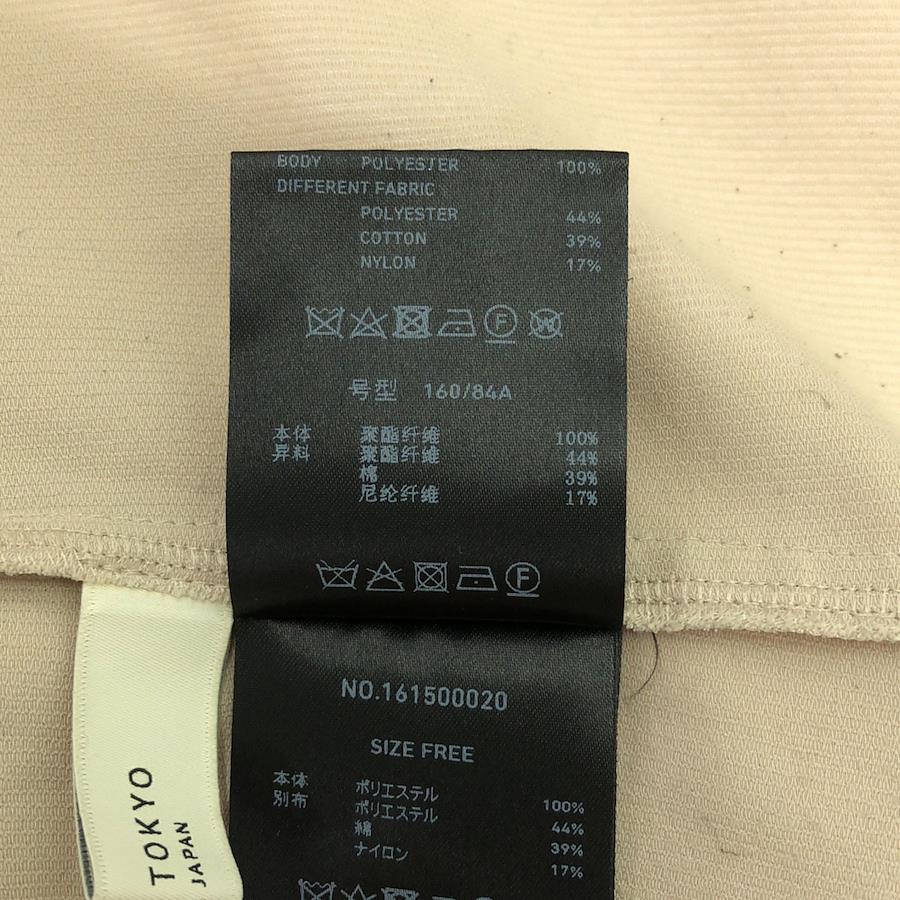 BODY POLYESTER 100%
DIFFERENT FABRIC
POLYESTER 44%
COTTON 39%
NYLON 17%
号型 160/84A
本体 聚酯纤维 100%
异料 聚酯纤维 44%
棉 39%
尼纶纤维 17%
NO.161500020
SIZE FREE
本体 ポリエステル 100%
別布 ポリエステル 44%
綿 39%
ナイロン 17%
TOKYO
JAPAN